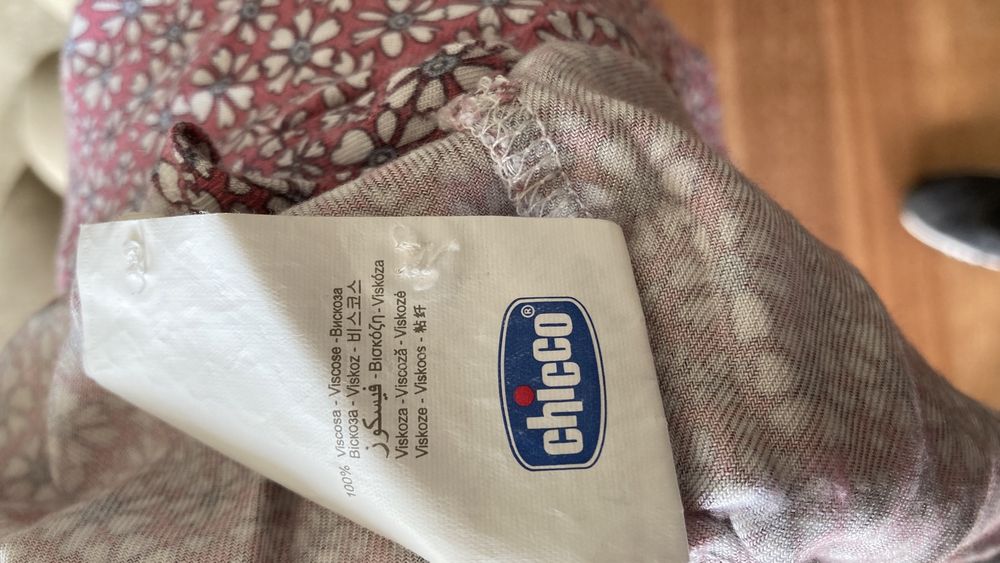 chicco®
100% Viscosa - Viscose - Вискоза
Віскоза - Viskoz - 비스코스
فيسكوز - Βισκόζη - Viskóza
Viskoza - Viscoză - Viskozė
Viskoze - Viskoos - 粘纤